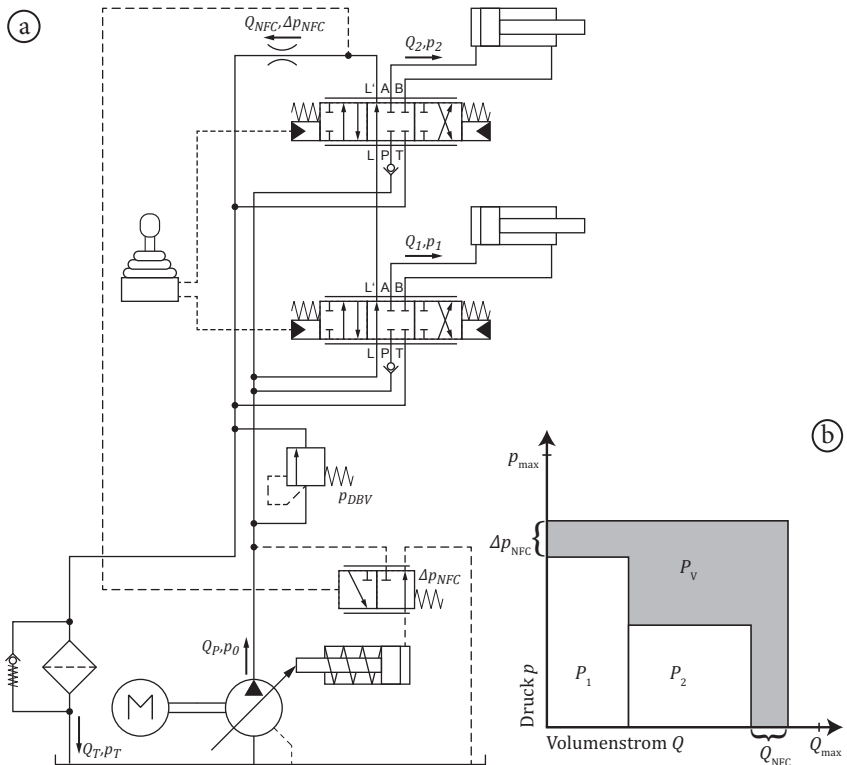 a
Q_NFC, Δp_NFC
Q_2, p_2
L' A B
L P T
Q_1, p_1
L' A B
L P T
p_DBV
Δp_NFC
Q_P, p_0
M
Q_T, p_T
b
p_max
Δp_NFC
P_V
P_1
P_2
Druck p
Volumenstrom Q
Q_NFC
Q_max